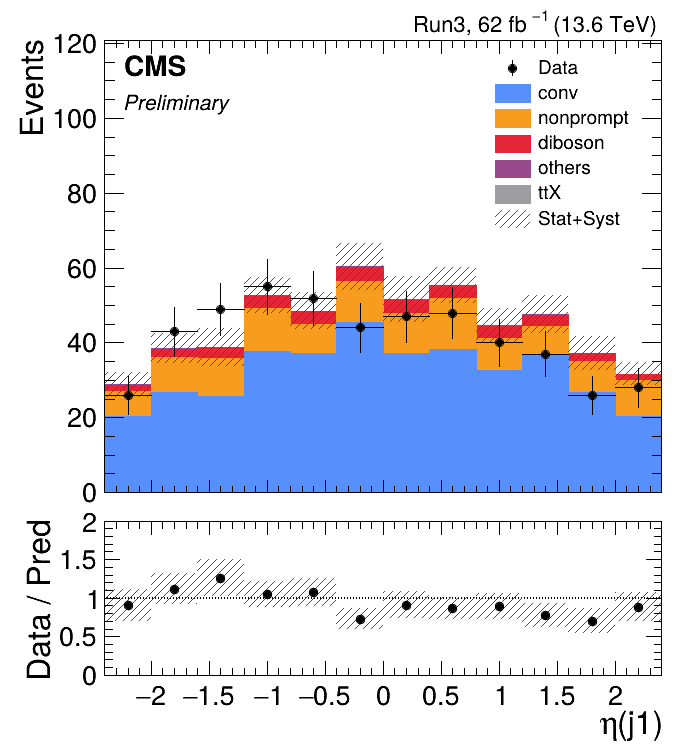 Run3, 62 fb⁻¹ (13.6 TeV)
Events
120
100
80
60
40
20
0
CMS
Preliminary
Data
conv
nonprompt
diboson
others
ttX
Stat+Syst
Data / Pred
2
1.5
1
0.5
0
−2 −1.5 −1 −0.5 0 0.5 1 1.5 2
η(j1)